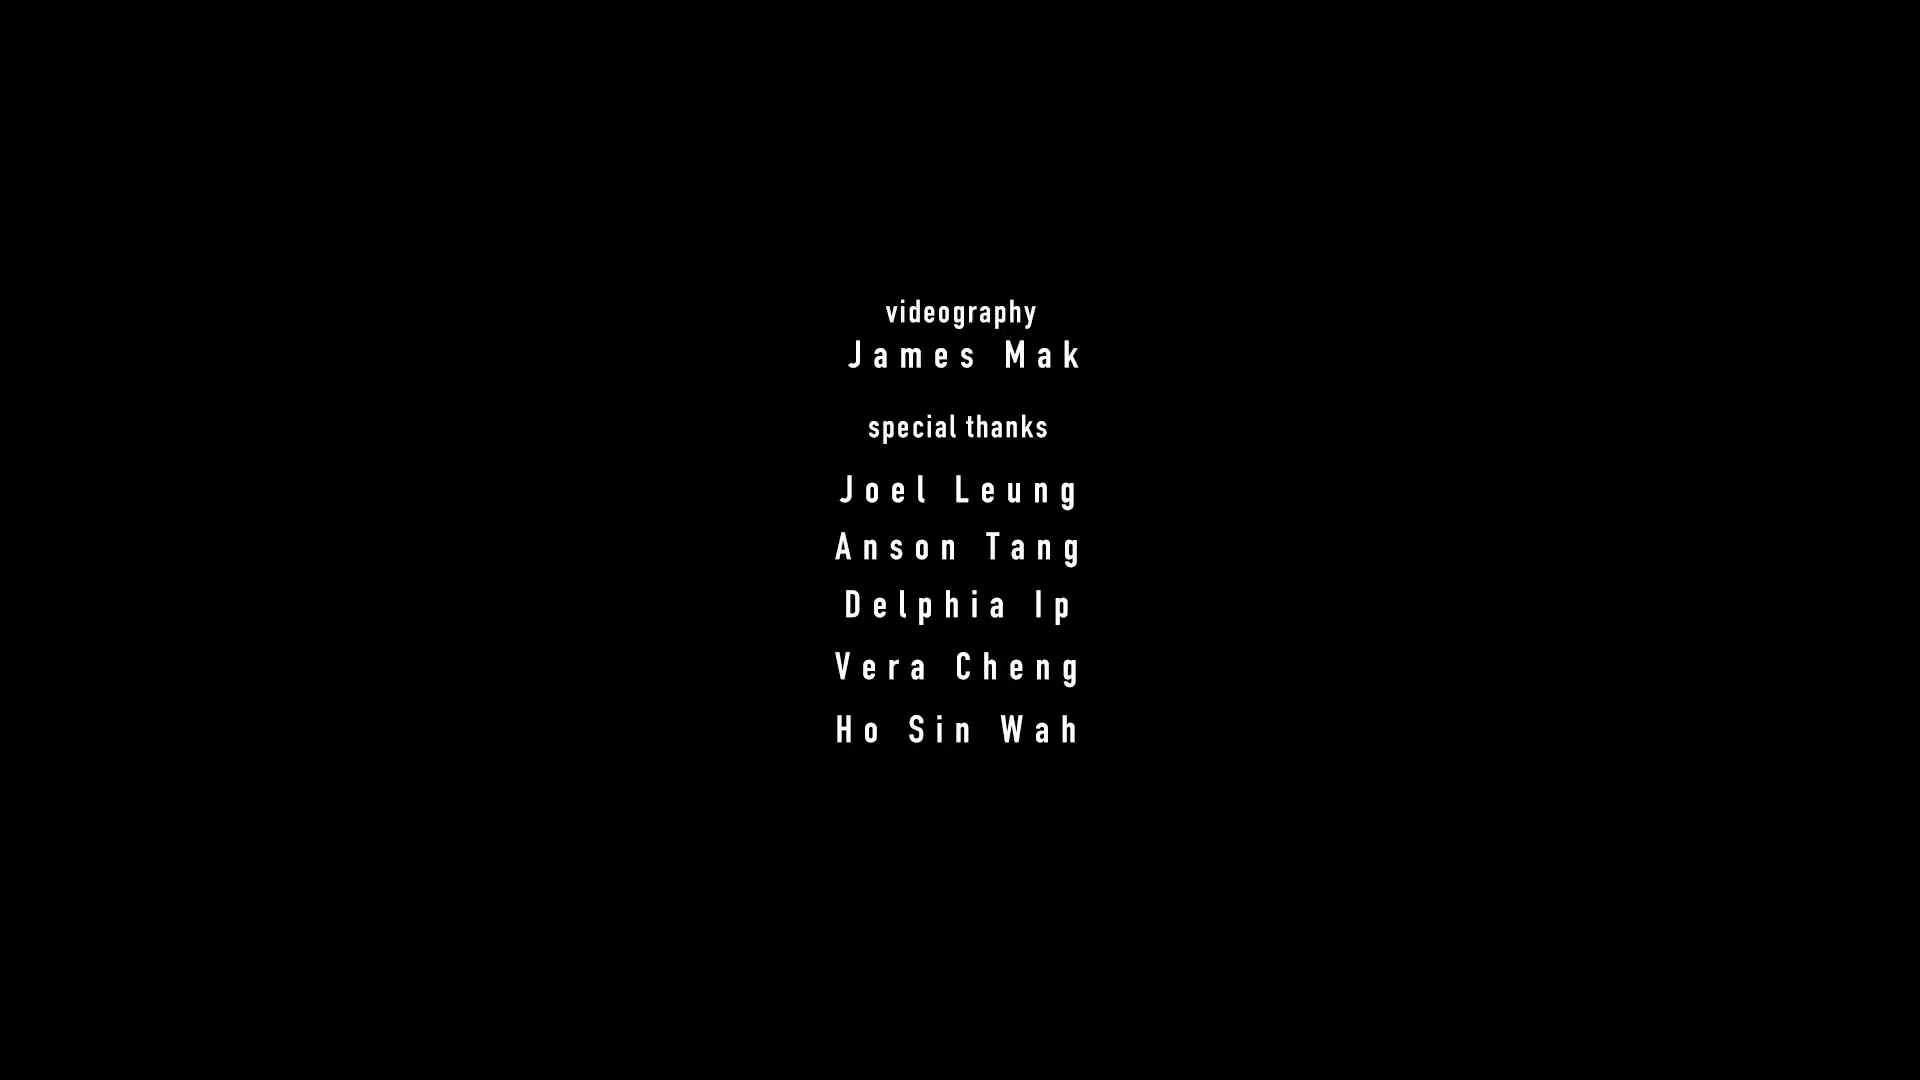 videography
James Mak
special thanks
Joel Leung
Anson Tang
Delphia Ip
Vera Cheng
Ho Sin Wah